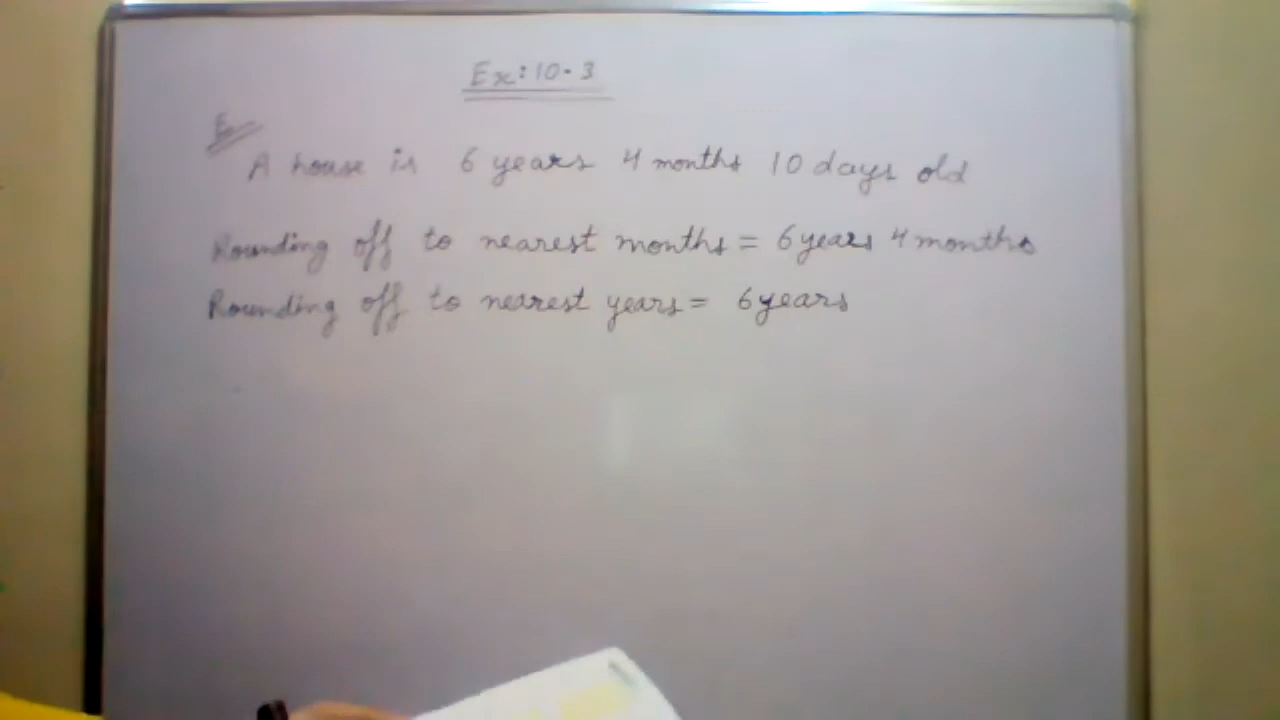 Ex: 10.3
Ex
A house is 6 years 4 months 10 days old
Rounding off to nearest months = 6 years 4 months
Rounding off to nearest years = 6 years